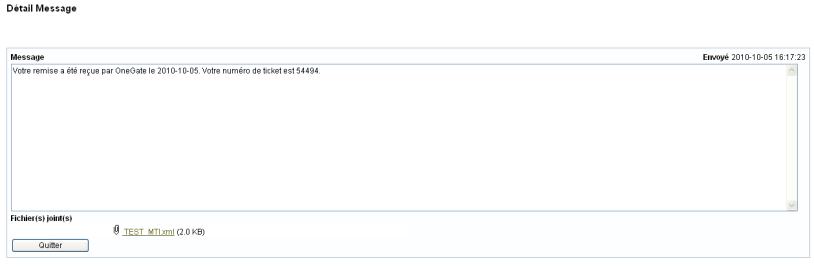 Détail Message
Message Envoyé 2010-10-05 16:17:23
Votre remise a été reçue par OneGate le 2010-10-05. Votre numéro de ticket est 54494.
Fichier(s) joint(s)
TEST_MTI.xml (2.0 KB)
Quitter